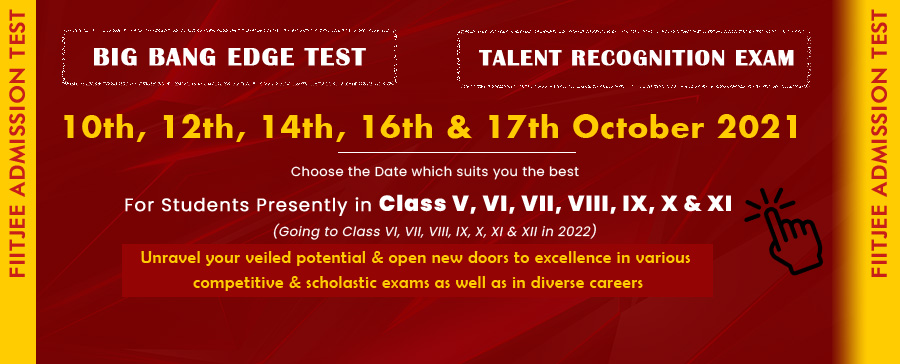 FIITJEE ADMISSION TEST
BIG BANG EDGE TEST
TALENT RECOGNITION EXAM
10th, 12th, 14th, 16th & 17th October 2021
Choose the Date which suits you the best
For Students Presently in Class V, VI, VII, VIII, IX, X & XI
(Going to Class VI, VII, VIII, IX, X, XI & XII in 2022)
Unravel your veiled potential & open new doors to excellence in various
competitive & scholastic exams as well as in diverse careers
FIITJEE ADMISSION TEST